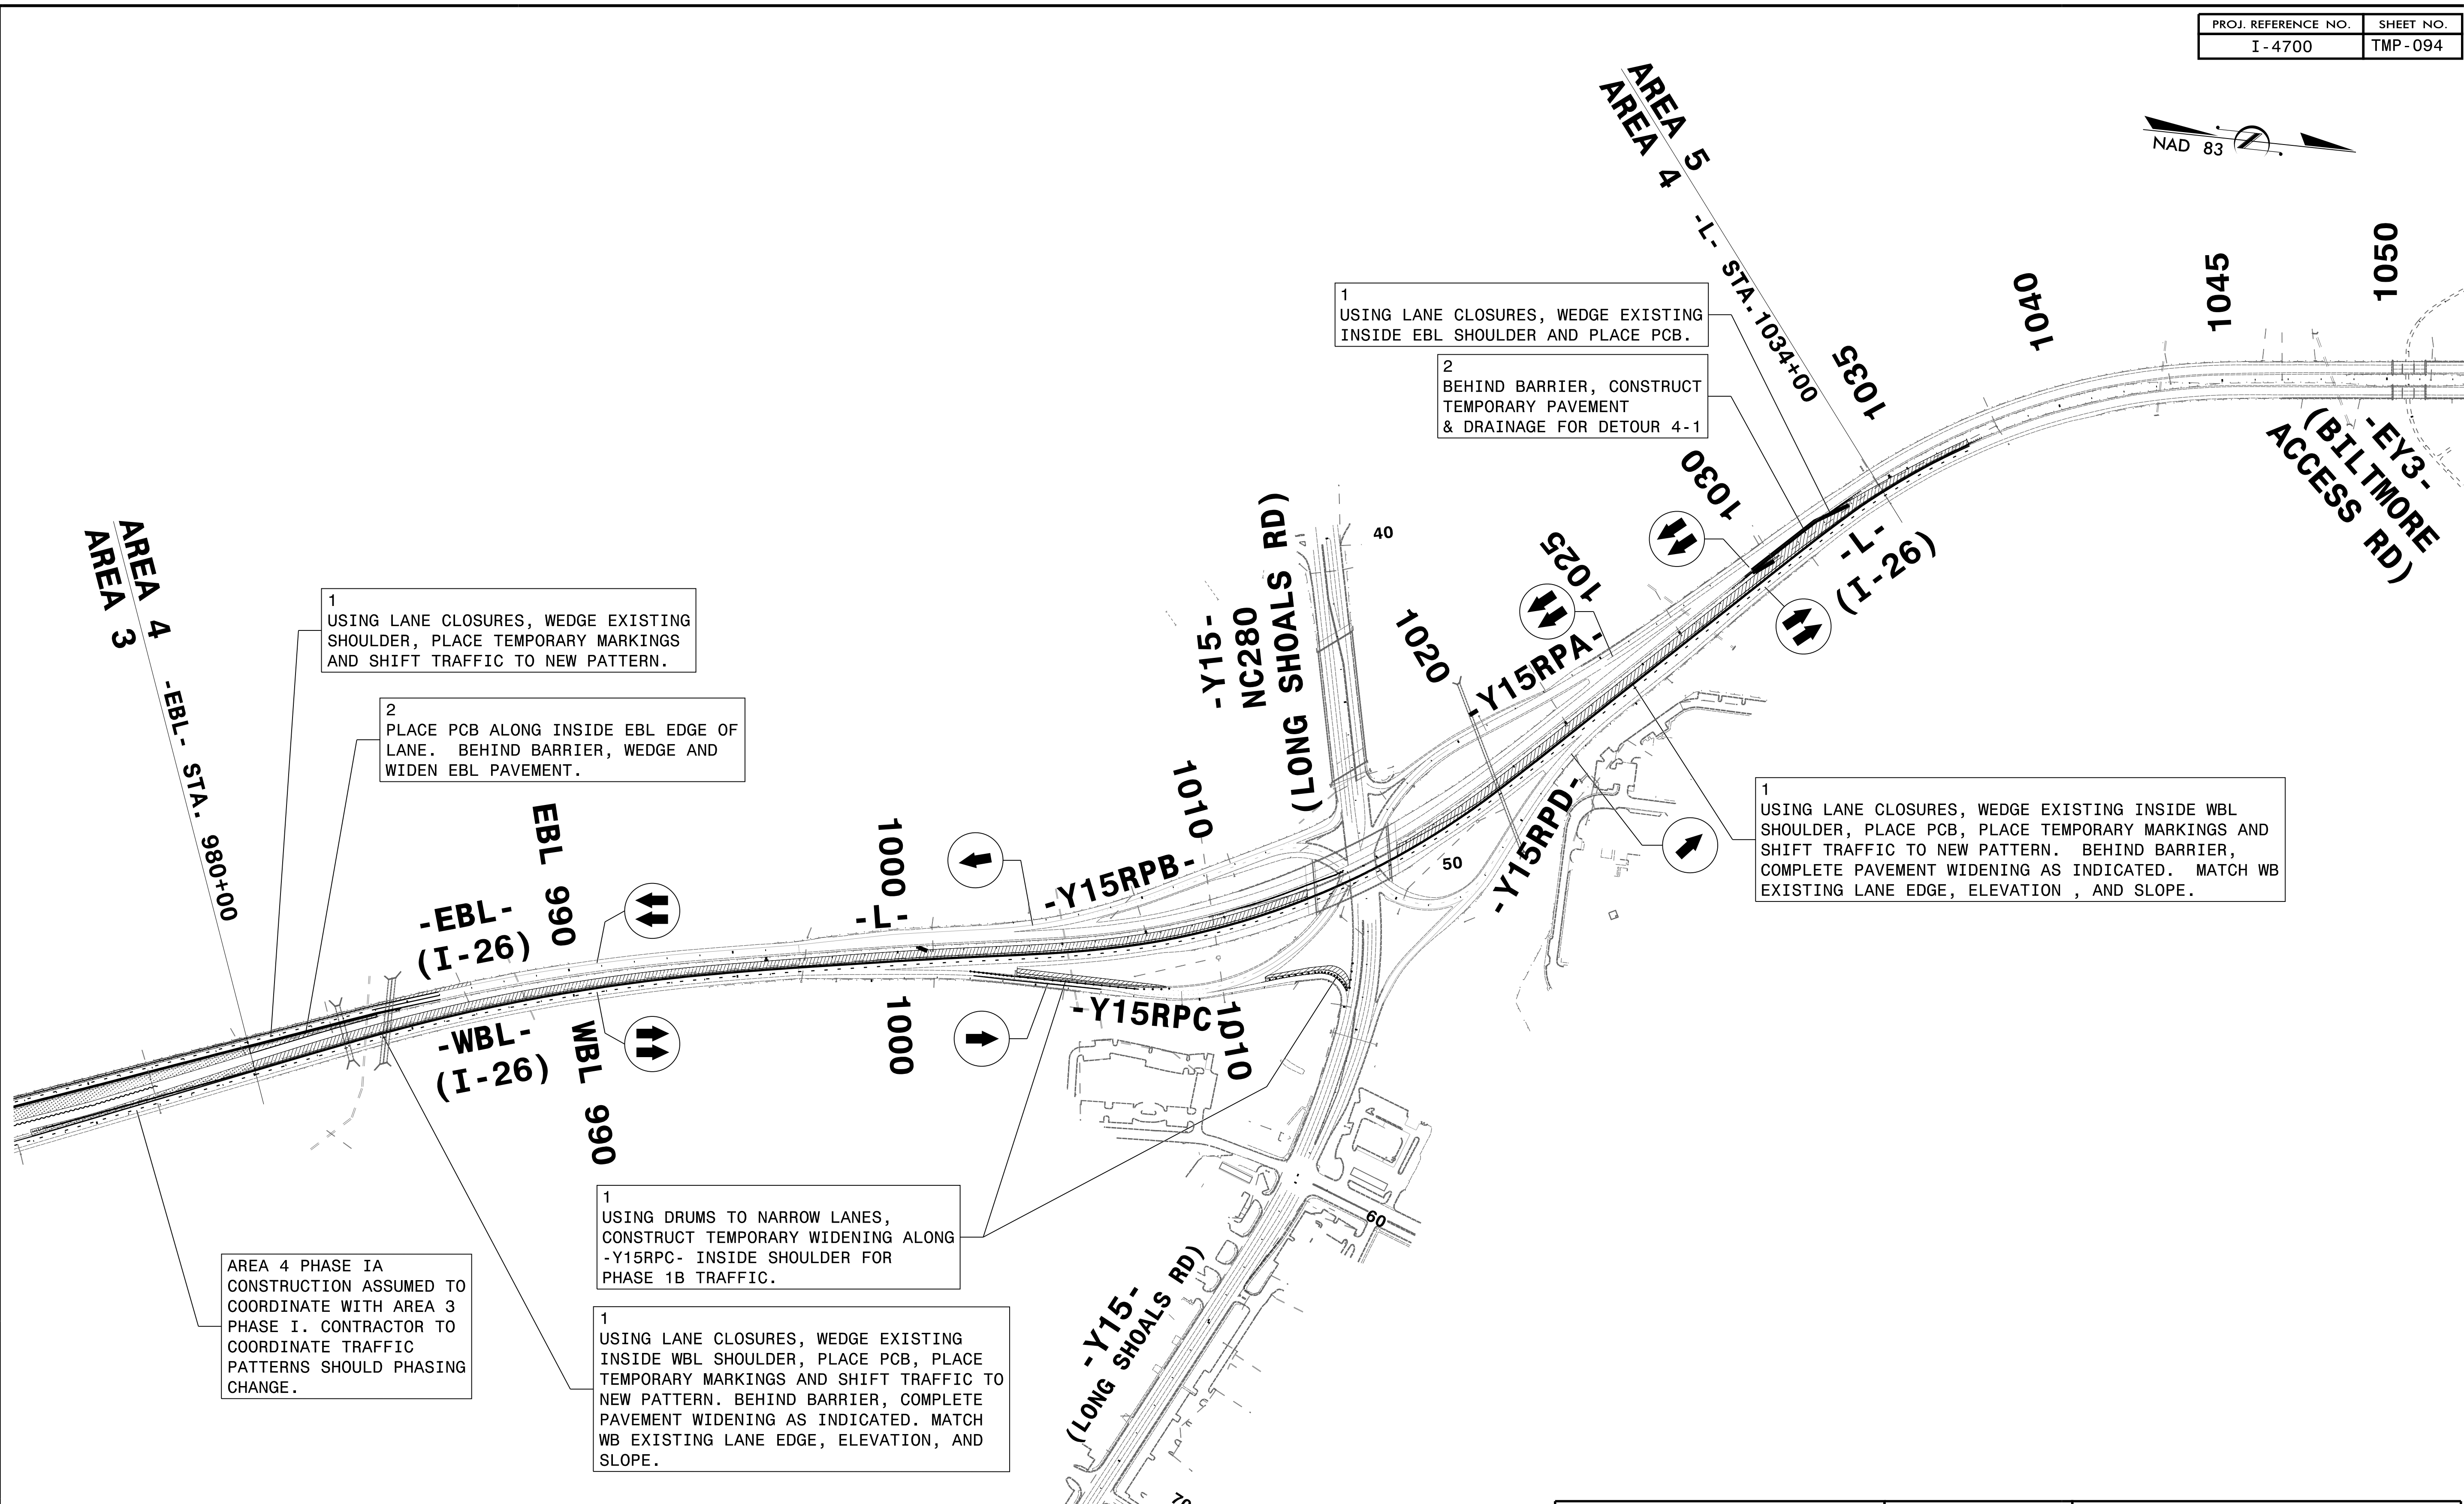 PROJ. REFERENCE NO.
SHEET NO.
I-4700
TMP-094
NAD 83
AREA 5
AREA 4
-L- STA.1034+00
1
USING LANE CLOSURES, WEDGE EXISTING
INSIDE EBL SHOULDER AND PLACE PCB.
2
BEHIND BARRIER, CONSTRUCT
TEMPORARY PAVEMENT
& DRAINAGE FOR DETOUR 4-1
1050
1045
1040
1035
1030
1025
1020
-EY3-
(BILTMORE
ACCESS RD)
-L-
(I-26)
-Y15-
NC280
(LONG SHOALS RD)
40
-Y15RPA-
AREA 4
AREA 3
-EBL- STA. 980+00
1
USING LANE CLOSURES, WEDGE EXISTING
SHOULDER, PLACE TEMPORARY MARKINGS
AND SHIFT TRAFFIC TO NEW PATTERN.
2
PLACE PCB ALONG INSIDE EBL EDGE OF
LANE. BEHIND BARRIER, WEDGE AND
WIDEN EBL PAVEMENT.
EBL 990
1000
1010
-Y15RPB-
-L-
50
-Y15RPD-
1
USING LANE CLOSURES, WEDGE EXISTING INSIDE WBL
SHOULDER, PLACE PCB, PLACE TEMPORARY MARKINGS AND
SHIFT TRAFFIC TO NEW PATTERN. BEHIND BARRIER,
COMPLETE PAVEMENT WIDENING AS INDICATED. MATCH WB
EXISTING LANE EDGE, ELEVATION , AND SLOPE.
-EBL-
(I-26)
-WBL-
(I-26)
WBL 990
1000
-Y15RPC
1010
1
USING DRUMS TO NARROW LANES,
CONSTRUCT TEMPORARY WIDENING ALONG
-Y15RPC- INSIDE SHOULDER FOR
PHASE 1B TRAFFIC.
60
-Y15-
(LONG SHOALS RD)
AREA 4 PHASE IA
CONSTRUCTION ASSUMED TO
COORDINATE WITH AREA 3
PHASE I. CONTRACTOR TO
COORDINATE TRAFFIC
PATTERNS SHOULD PHASING
CHANGE.
1
USING LANE CLOSURES, WEDGE EXISTING
INSIDE WBL SHOULDER, PLACE PCB, PLACE
TEMPORARY MARKINGS AND SHIFT TRAFFIC TO
NEW PATTERN. BEHIND BARRIER, COMPLETE
PAVEMENT WIDENING AS INDICATED. MATCH
WB EXISTING LANE EDGE, ELEVATION, AND
SLOPE.
70